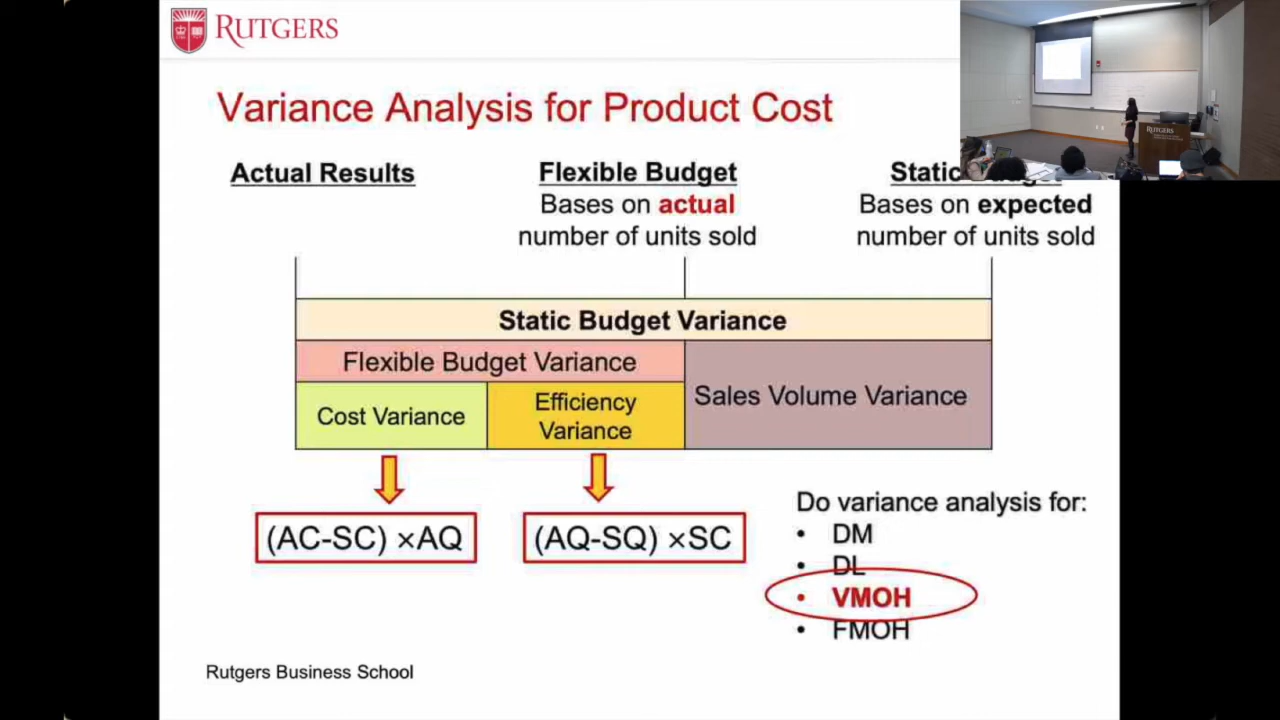 RUTGERS
Variance Analysis for Product Cost
Actual Results
Flexible Budget
Bases on actual
number of units sold
Static
Bases on expected
number of units sold
Static Budget Variance
Flexible Budget Variance
Cost Variance
Efficiency
Variance
Sales Volume Variance
(AC-SC) ×AQ
(AQ-SQ) ×SC
Do variance analysis for:
• DM
• DL
• VMOH
• FMOH
Rutgers Business School
RUTGERS